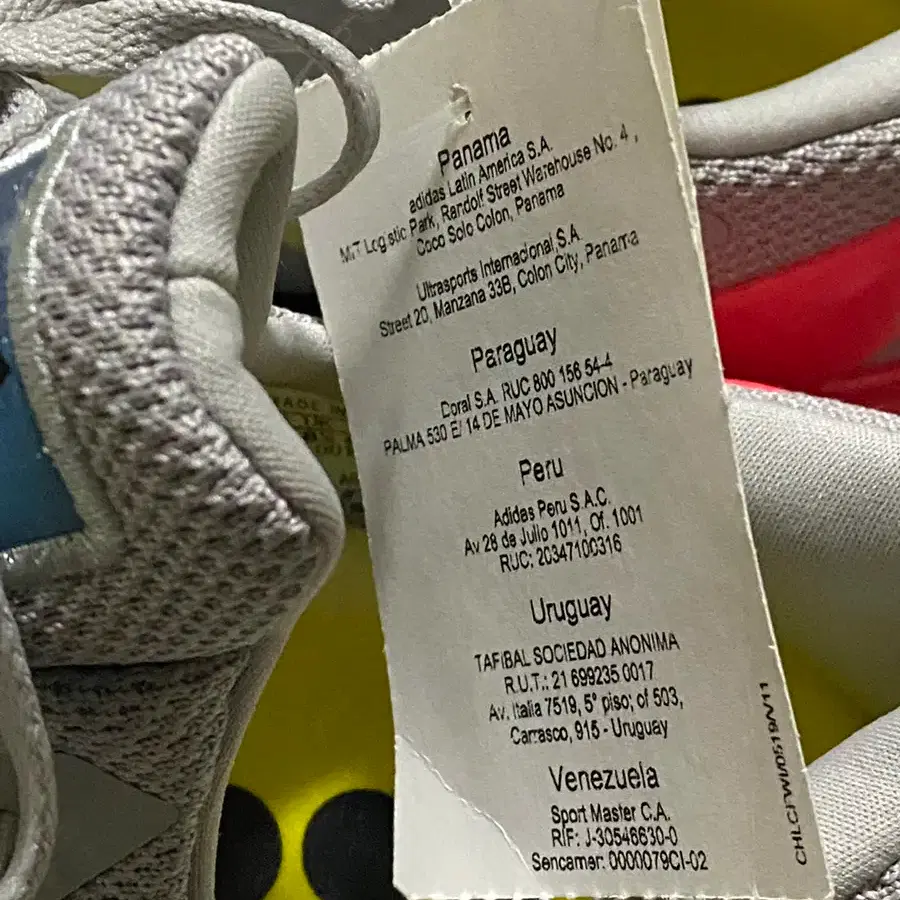 Panama
adidas Latin America S.A.
MIT Logistic Park, Randolf Street Warehouse No. 4 ,
Coco Solo Colon, Panama
Ultrasports Internacional, S.A
Street 20, Manzana 33B, Colon City, Panama
Paraguay
Doral S.A. RUC 800 156 54-4
PALMA 530 E/ 14 DE MAYO ASUNCION - Paraguay
Peru
Adidas Peru S.A.C.
Av 28 de Julio 1011, Of. 1001
RUC: 20347100316
Uruguay
TAFIBAL SOCIEDAD ANONIMA
R.U.T.: 21 699235 0017
Av. Italia 7519, 5° piso; of 503,
Carrasco, 915 - Uruguay
Venezuela
Sport Master C.A.
RIF: J-30546630-0
Sencamer: 0000079CI-02
MADE IN